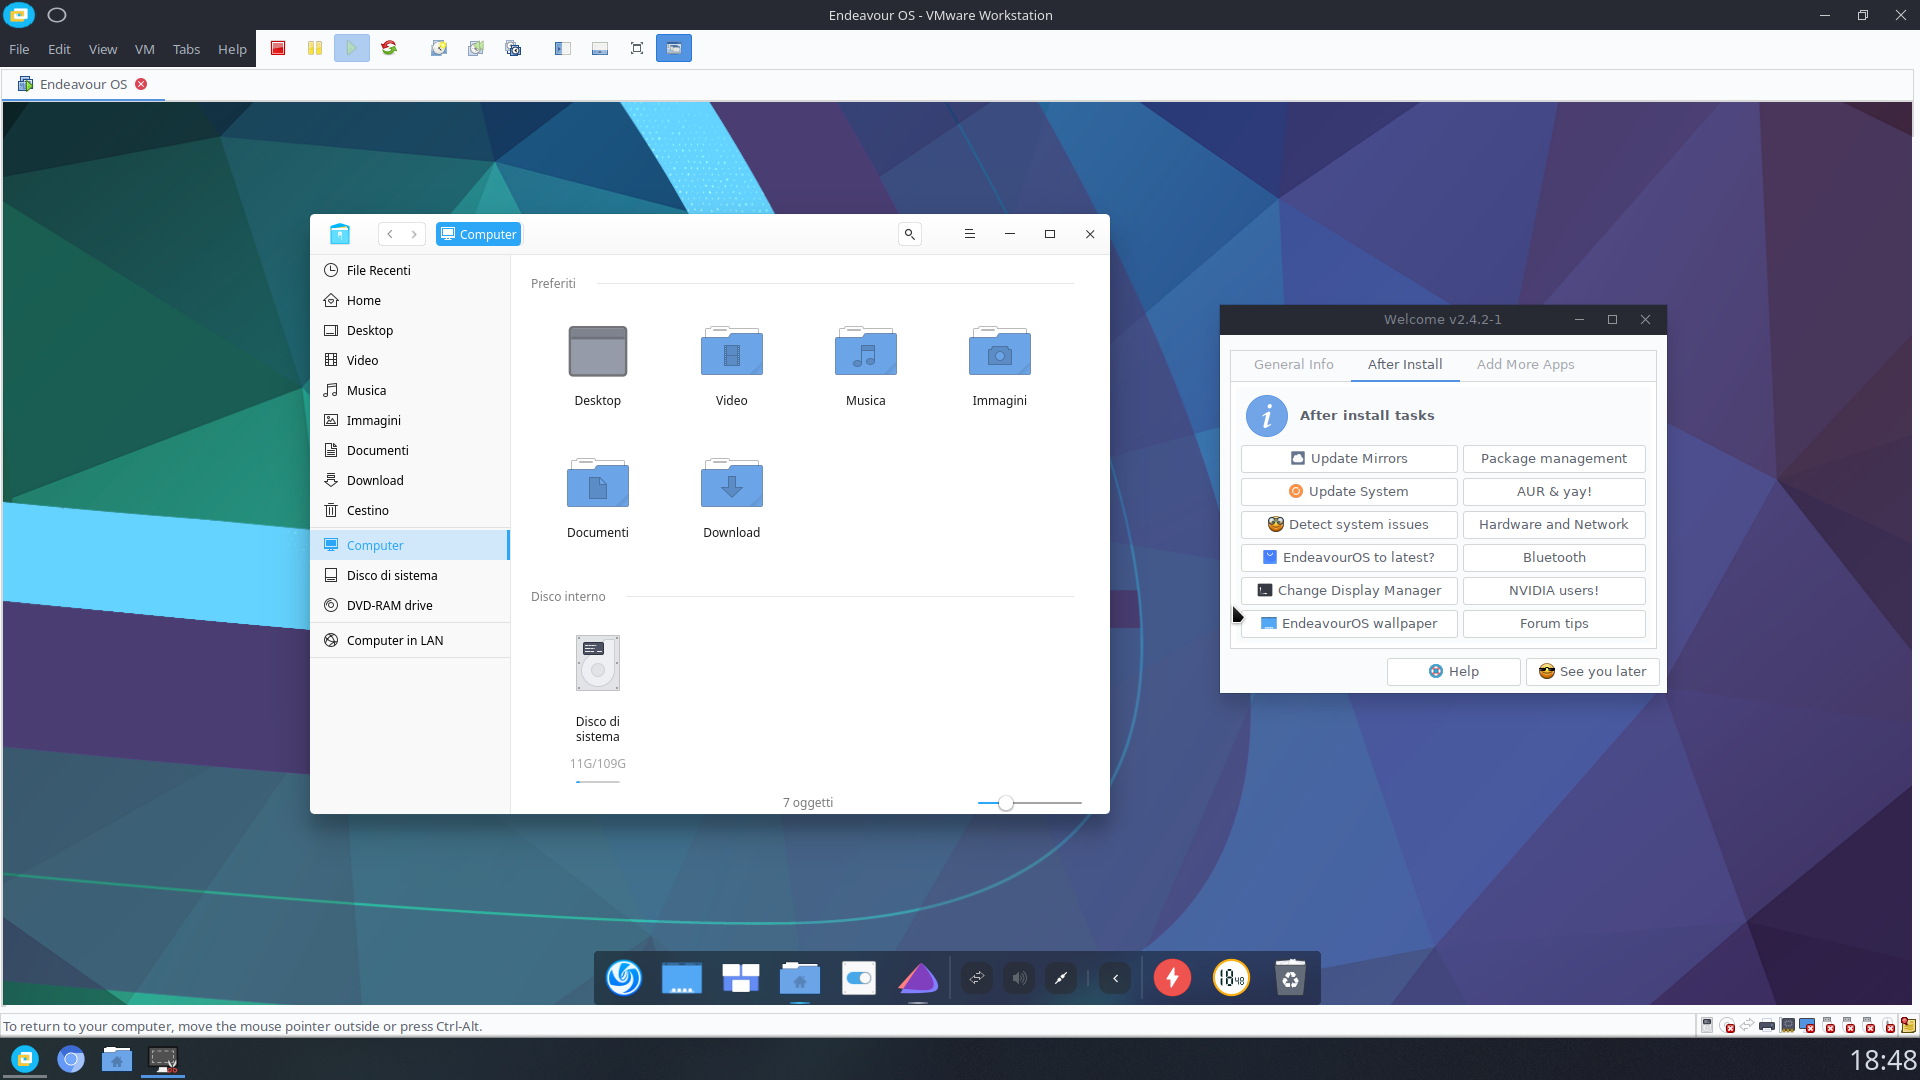 Endeavour OS - VMware Workstation
File Edit View VM Tabs Help
Endeavour OS
Computer
File Recenti
Home
Desktop
Video
Musica
Immagini
Documenti
Download
Cestino
Computer
Disco di sistema
DVD-RAM drive
Computer in LAN
Preferiti
Desktop Video Musica Immagini
Documenti Download
Disco interno
Disco di
sistema
11G/109G
7 oggetti
Welcome v2.4.2-1
General Info After Install Add More Apps
After install tasks
Update Mirrors Package management
Update System AUR & yay!
Detect system issues Hardware and Network
EndeavourOS to latest? Bluetooth
Change Display Manager NVIDIA users!
EndeavourOS wallpaper Forum tips
Help See you later
18 48
To return to your computer, move the mouse pointer outside or press Ctrl-Alt.
18:48